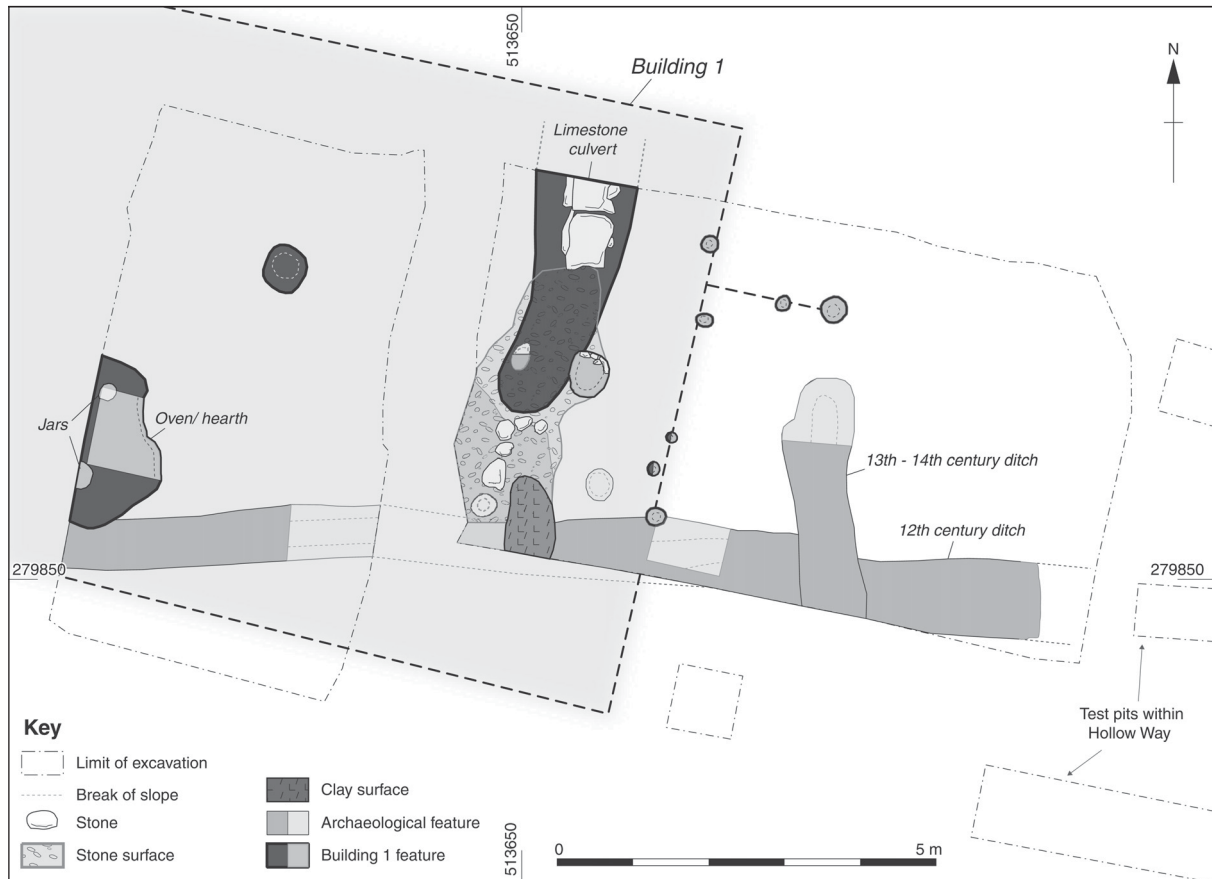 513650
Building 1
N
Limestone
culvert
Jars
Oven/ hearth
13th - 14th century ditch
12th century ditch
279850
279850
Test pits within
Hollow Way
Key
Limit of excavation
Break of slope
Stone
Stone surface
Clay surface
Archaeological feature
Building 1 feature
513650
0
5 m